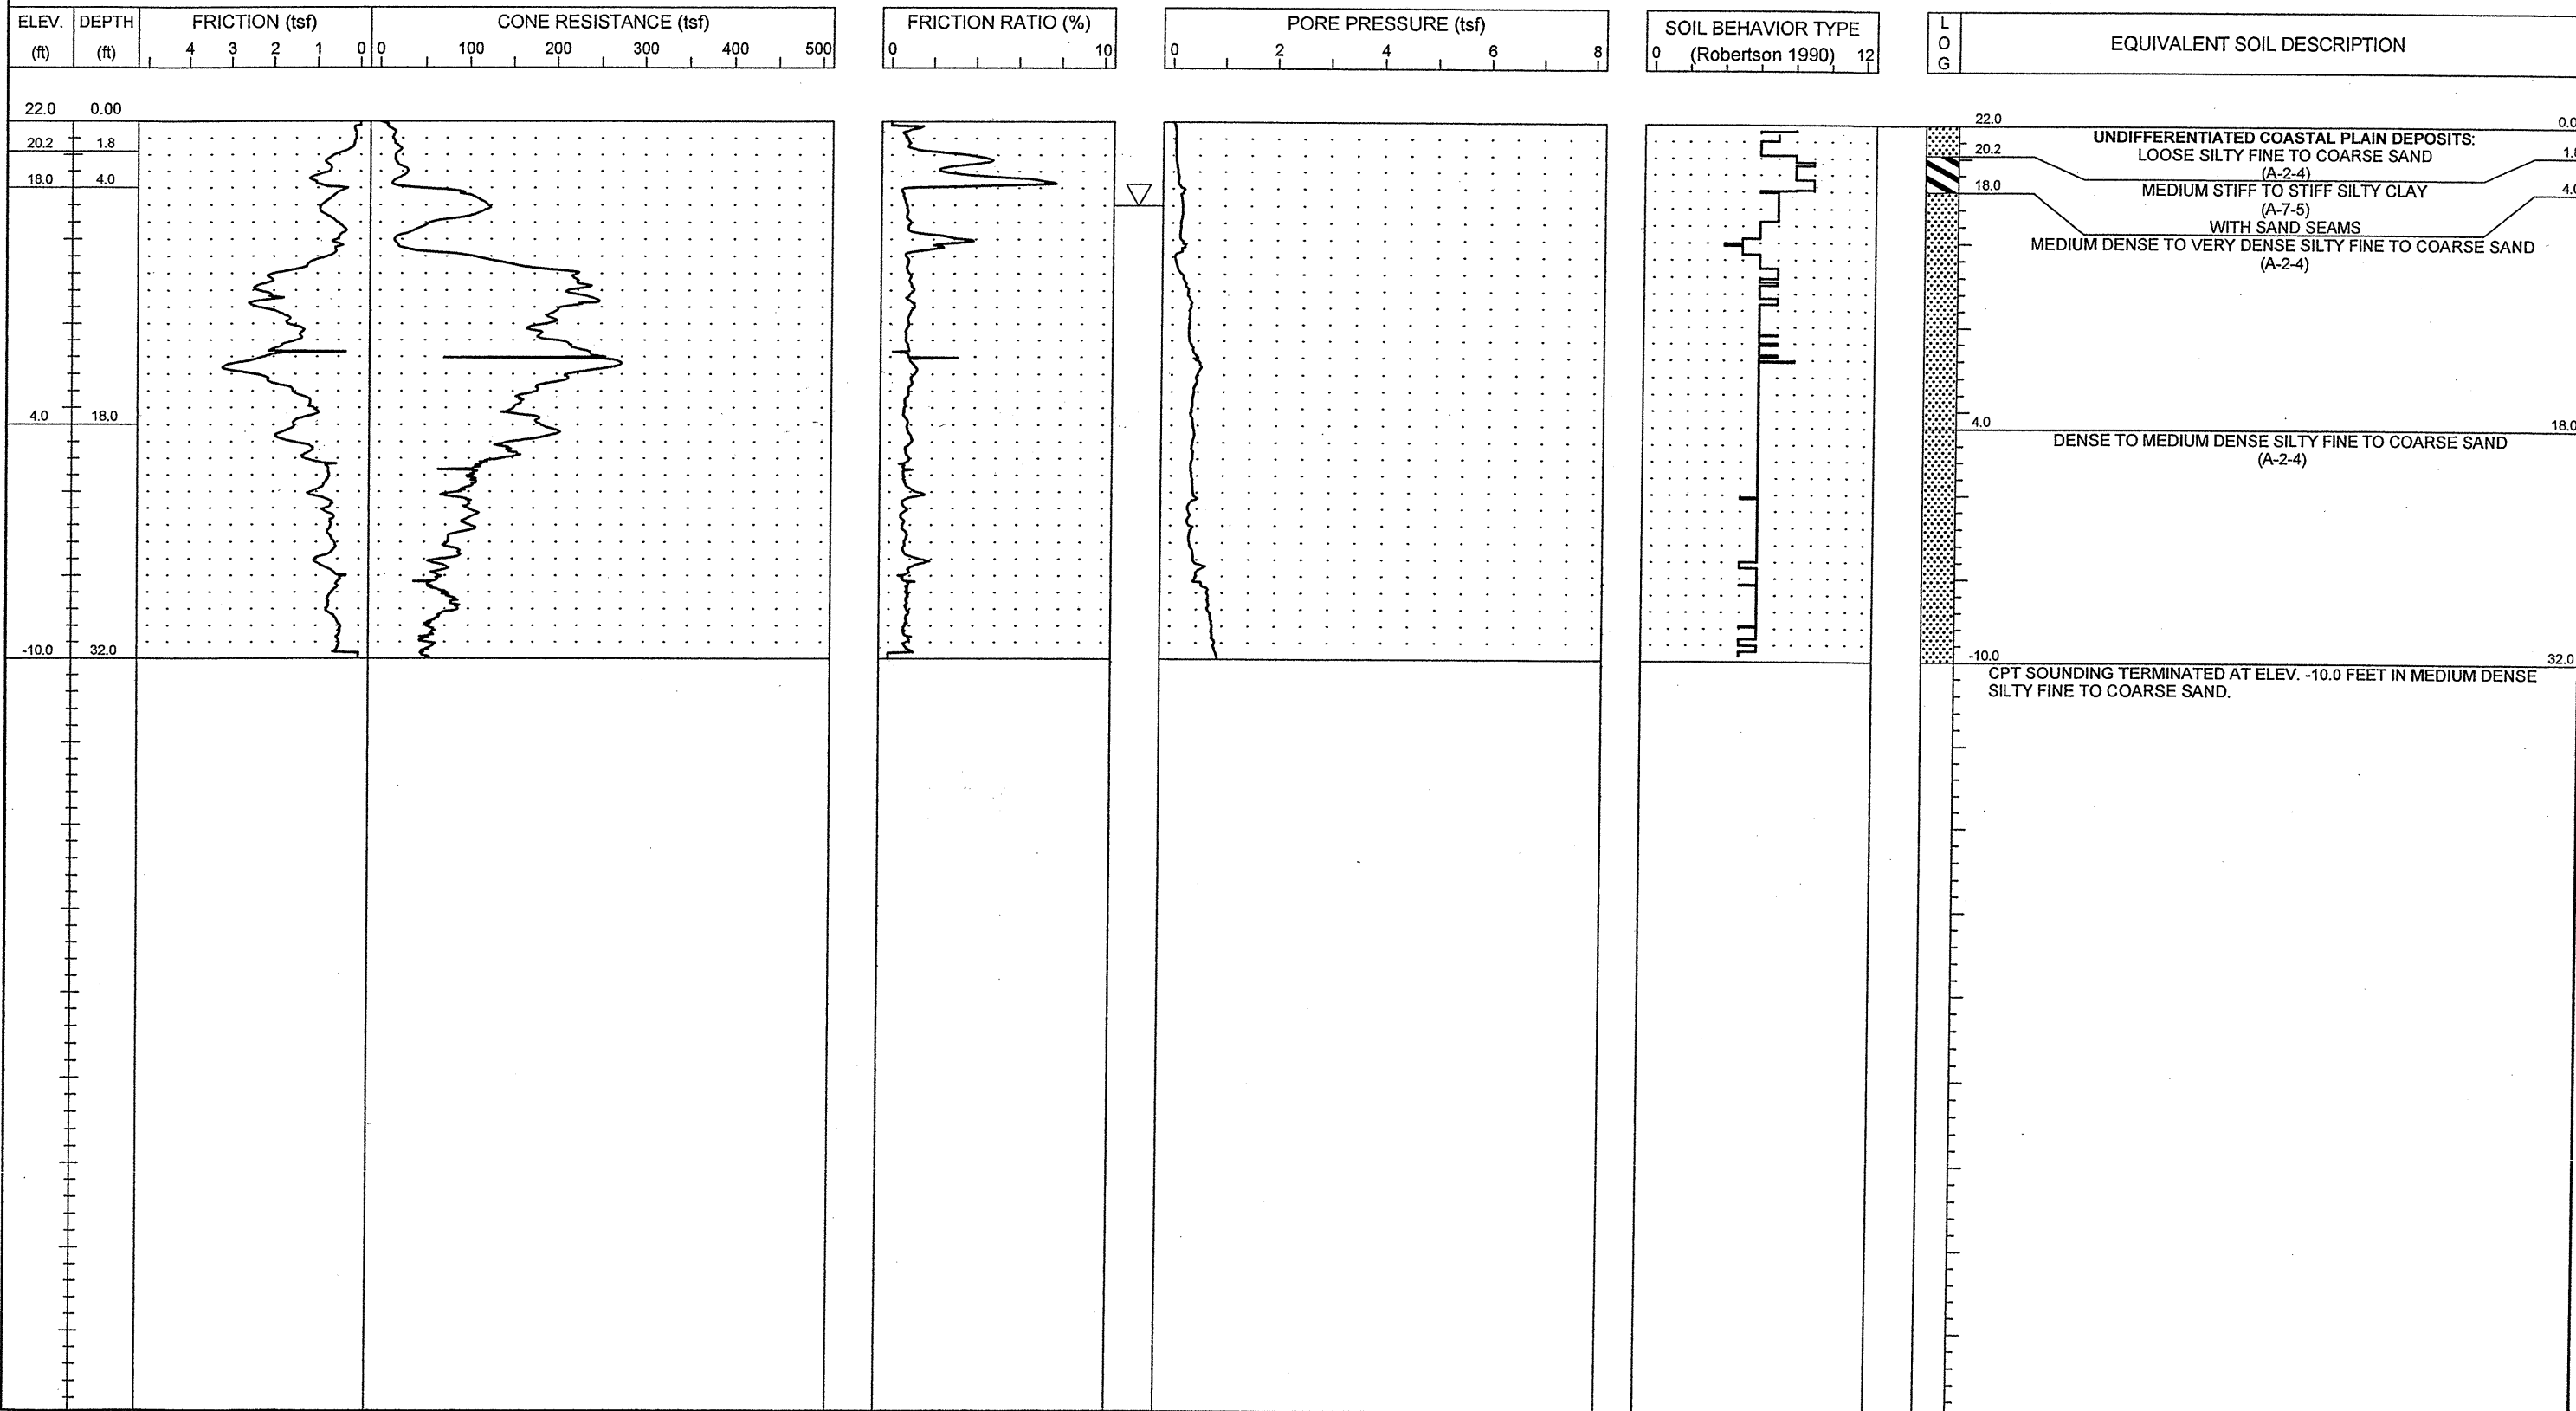 ELEV. DEPTH FRICTION (tsf) CONE RESISTANCE (tsf) FRICTION RATIO (%) PORE PRESSURE (tsf) SOIL BEHAVIOR TYPE L
(ft) (ft) 4 3 2 1 0 0 100 200 300 400 500 0 10 0 2 4 6 8 0 (Robertson 1990) 12 O EQUIVALENT SOIL DESCRIPTION
G
22.0 0.00
20.2 1.8
18.0 4.0
4.0 18.0
-10.0 32.0
22.0 0.0
UNDIFFERENTIATED COASTAL PLAIN DEPOSITS:
20.2 LOOSE SILTY FINE TO COARSE SAND 1.8
(A-2-4)
18.0 MEDIUM STIFF TO STIFF SILTY CLAY 4.0
(A-7-5)
WITH SAND SEAMS
MEDIUM DENSE TO VERY DENSE SILTY FINE TO COARSE SAND
(A-2-4)
4.0 18.0
DENSE TO MEDIUM DENSE SILTY FINE TO COARSE SAND
(A-2-4)
-10.0 32.0
CPT SOUNDING TERMINATED AT ELEV. -10.0 FEET IN MEDIUM DENSE
SILTY FINE TO COARSE SAND.